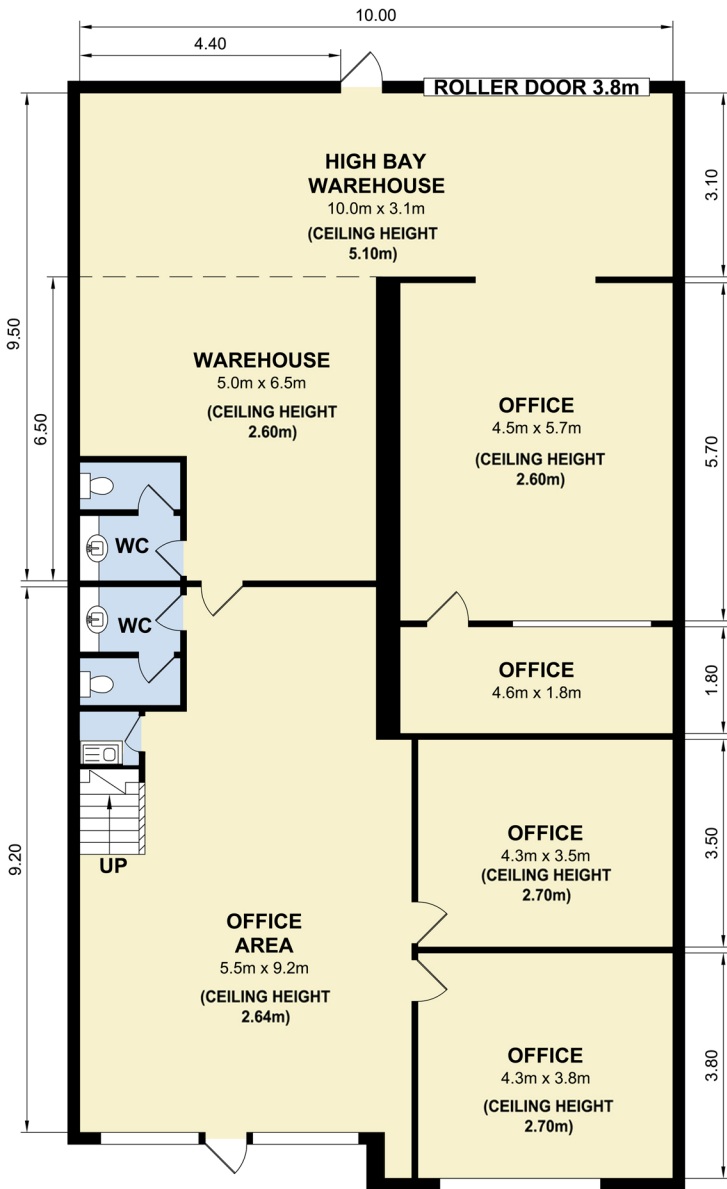 10.00
4.40
ROLLER DOOR 3.8m
HIGH BAY
WAREHOUSE
10.0m x 3.1m
(CEILING HEIGHT
5.10m)
3.10
9.50
6.50
WAREHOUSE
5.0m x 6.5m
(CEILING HEIGHT
2.60m)
OFFICE
4.5m x 5.7m
(CEILING HEIGHT
2.60m)
5.70
WC
WC
OFFICE
4.6m x 1.8m
1.80
UP
9.20
OFFICE
4.3m x 3.5m
(CEILING HEIGHT
2.70m)
3.50
OFFICE
AREA
5.5m x 9.2m
(CEILING HEIGHT
2.64m)
OFFICE
4.3m x 3.8m
(CEILING HEIGHT
2.70m)
3.80